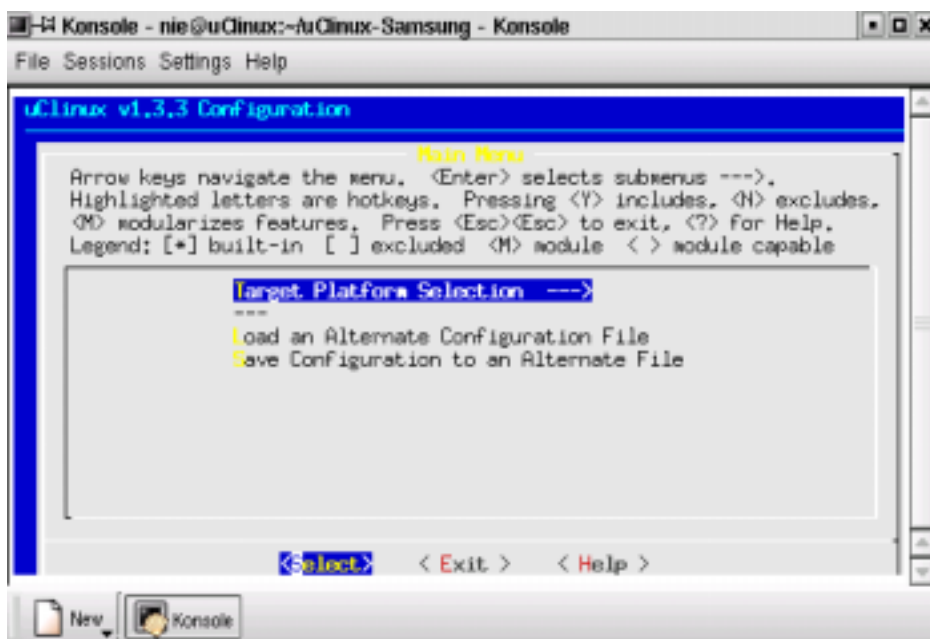 Konsole - nie@uClinux:~/uClinux-Samsung - Konsole
File Sessions Settings Help
uClinux v1.3.3 Configuration
Main Menu
Arrow keys navigate the menu. <Enter> selects submenus --->.
Highlighted letters are hotkeys. Pressing <Y> includes, <N> excludes,
<M> modularizes features. Press <Esc><Esc> to exit, <?> for Help.
Legend: [*] built-in [ ] excluded <M> module < > module capable
Target Platform Selection --->
---
Load an Alternate Configuration File
Save Configuration to an Alternate File
<Select> < Exit > < Help >
New Konsole